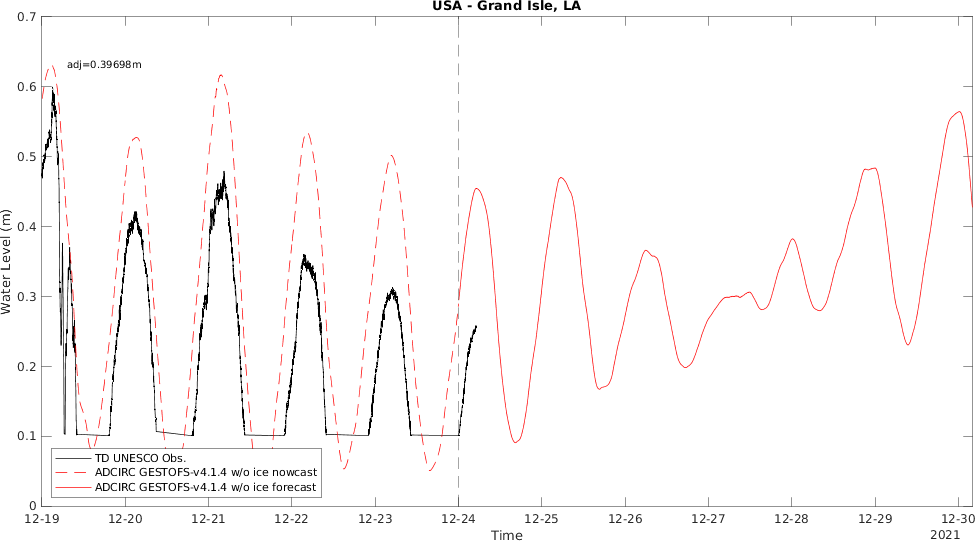 USA - Grand Isle, LA
adj=0.39698m
0.7
0.6
0.5
0.4
0.3
0.2
0.1
0
Water Level (m)
TD UNESCO Obs.
ADCIRC GESTOFS-v4.1.4 w/o ice nowcast
ADCIRC GESTOFS-v4.1.4 w/o ice forecast
12-19 12-20 12-21 12-22 12-23 12-24 12-25 12-26 12-27 12-28 12-29 12-30
Time
2021